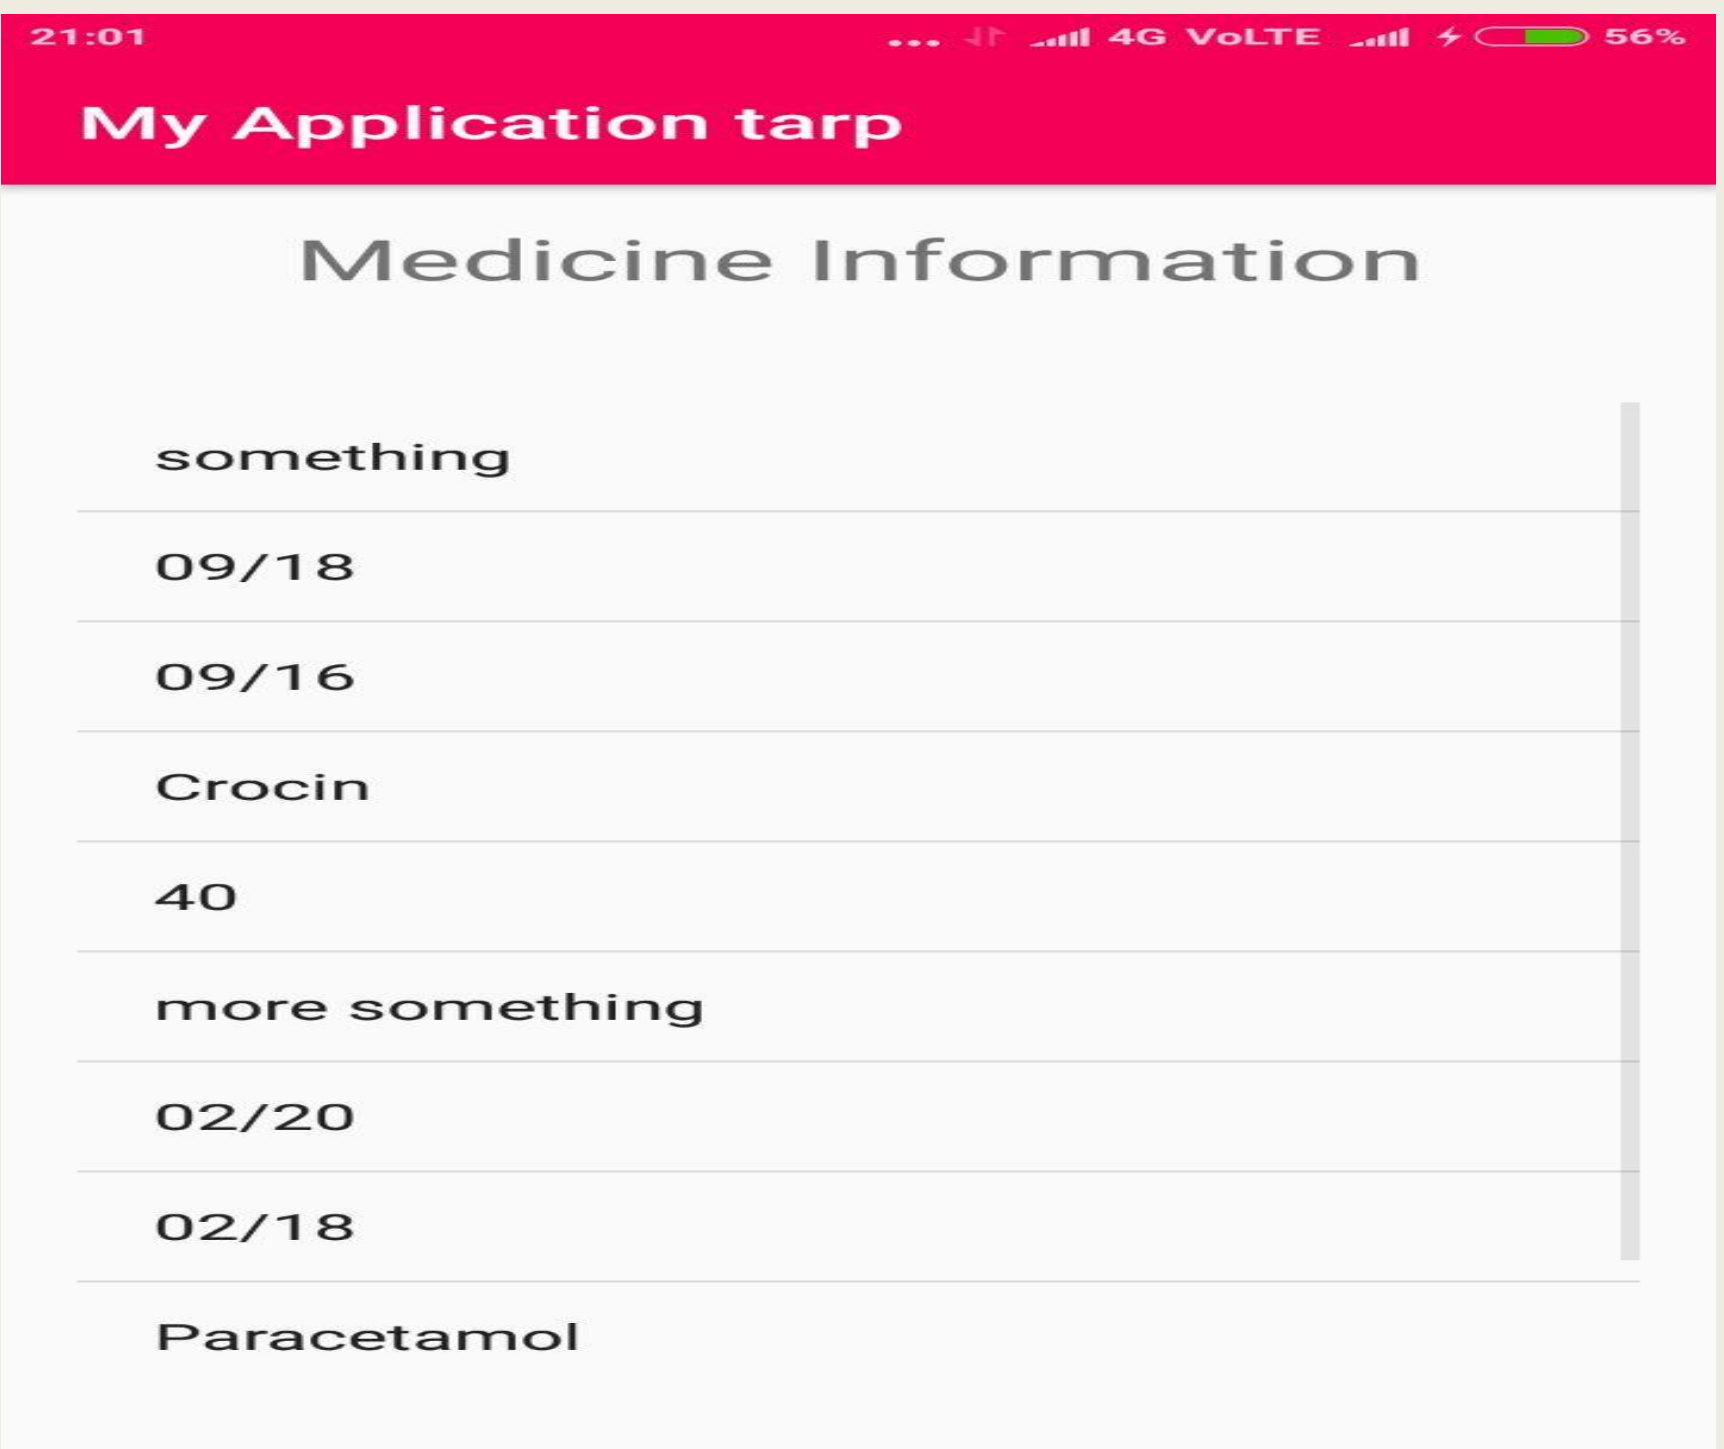 21:01 ... 4G VoLTE 56%
My Application tarp
Medicine Information
something
09/18
09/16
Crocin
40
more something
02/20
02/18
Paracetamol